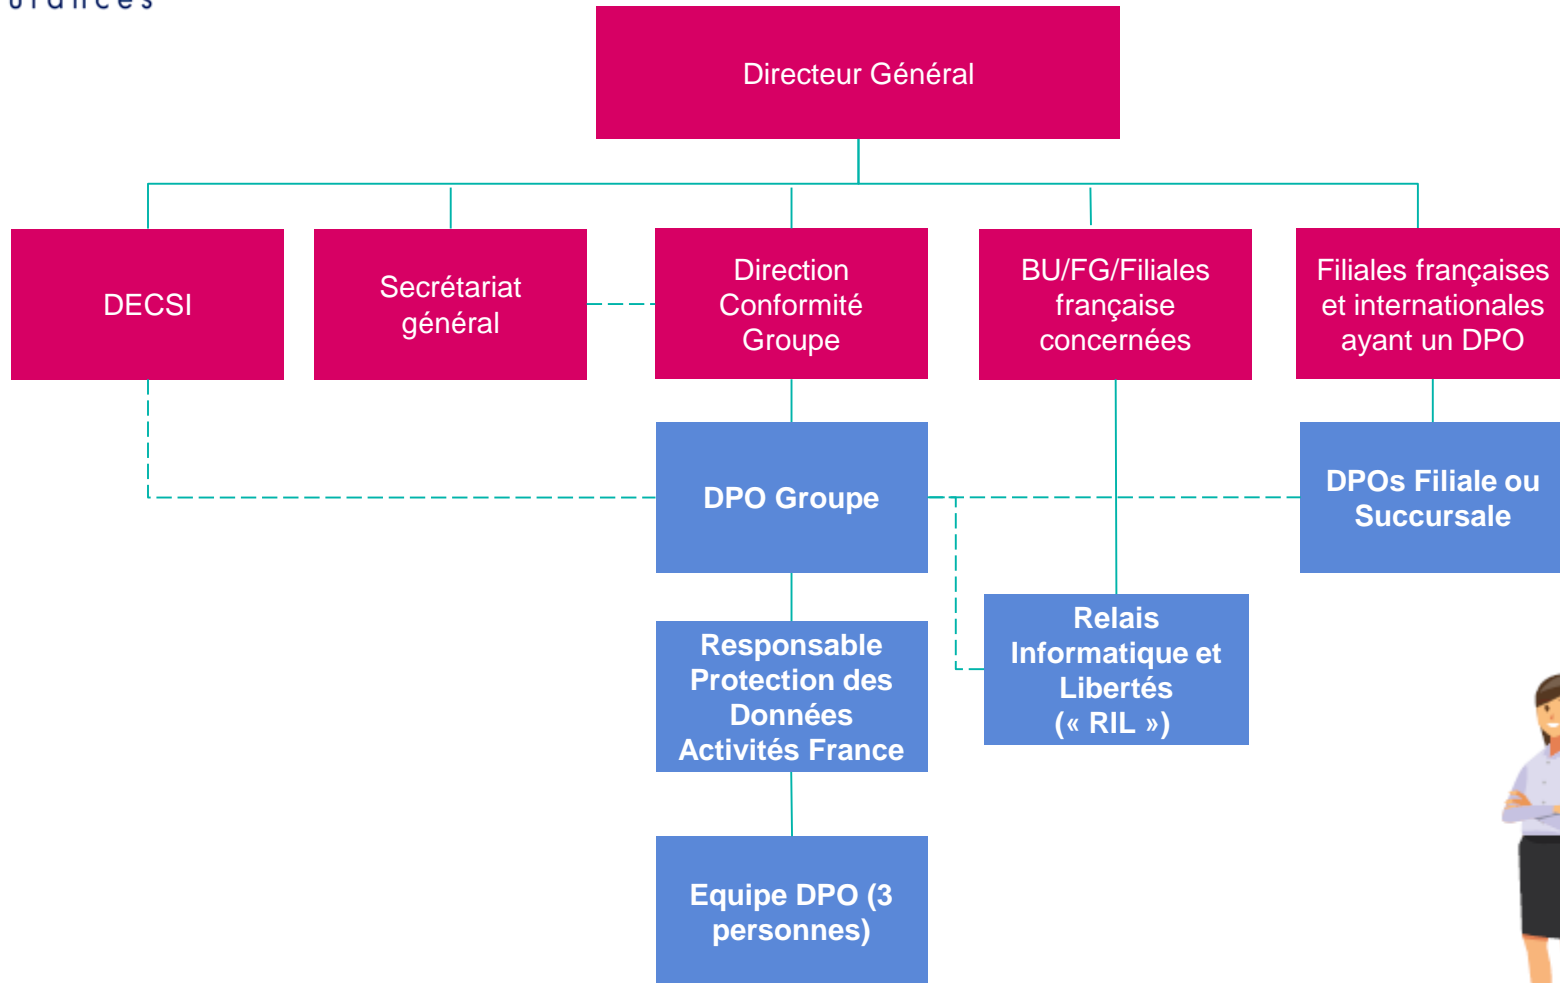 Directeur Général
DECSI
Secrétariat
général
Direction
Conformité
Groupe
BU/FG/Filiales
française
concernées
Filiales françaises
et internationales
ayant un DPO
DPO Groupe
DPOs Filiale ou
Succursale
Responsable
Protection des
Données
Activités France
Relais
Informatique et
Libertés
(« RIL »)
Equipe DPO (3
personnes)